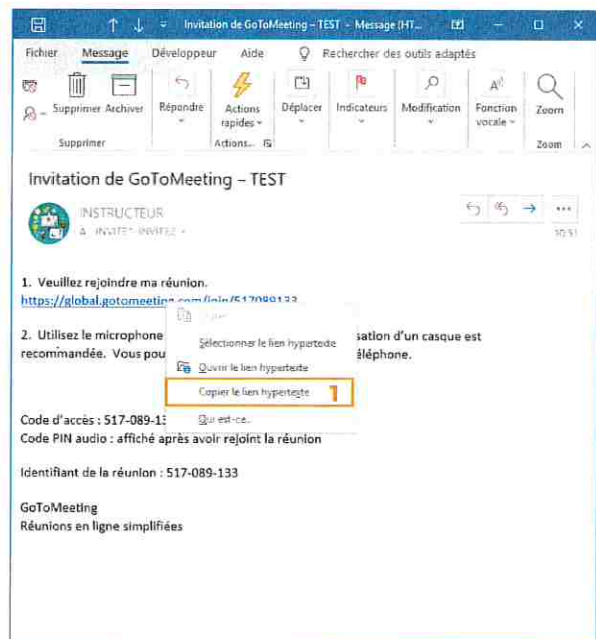 Invitation de GoToMeeting – TEST - Message (HT...
Fichier Message Développeur Aide Rechercher des outils adaptés
Supprimer Archiver Répondre Actions rapides Déplacer Indicateurs Modification Fonction vocale Zoom
Supprimer Actions... Zoom
Invitation de GoToMeeting – TEST
INSTRUCTEUR
À INVITE
10:51
1. Veuillez rejoindre ma réunion.
https://global.gotomeeting.com/join/517089133
2. Utilisez le microphone sation d'un casque est
recommandée. Vous pou éléphone.
Sélectionner le lien hypertexte
Ouvrir le lien hypertexte
Copier le lien hypertexte 1
Qui est-ce...
Code d'accès : 517-089-13
Code PIN audio : affiché après avoir rejoint la réunion
Identifiant de la réunion : 517-089-133
GoToMeeting
Réunions en ligne simplifiées